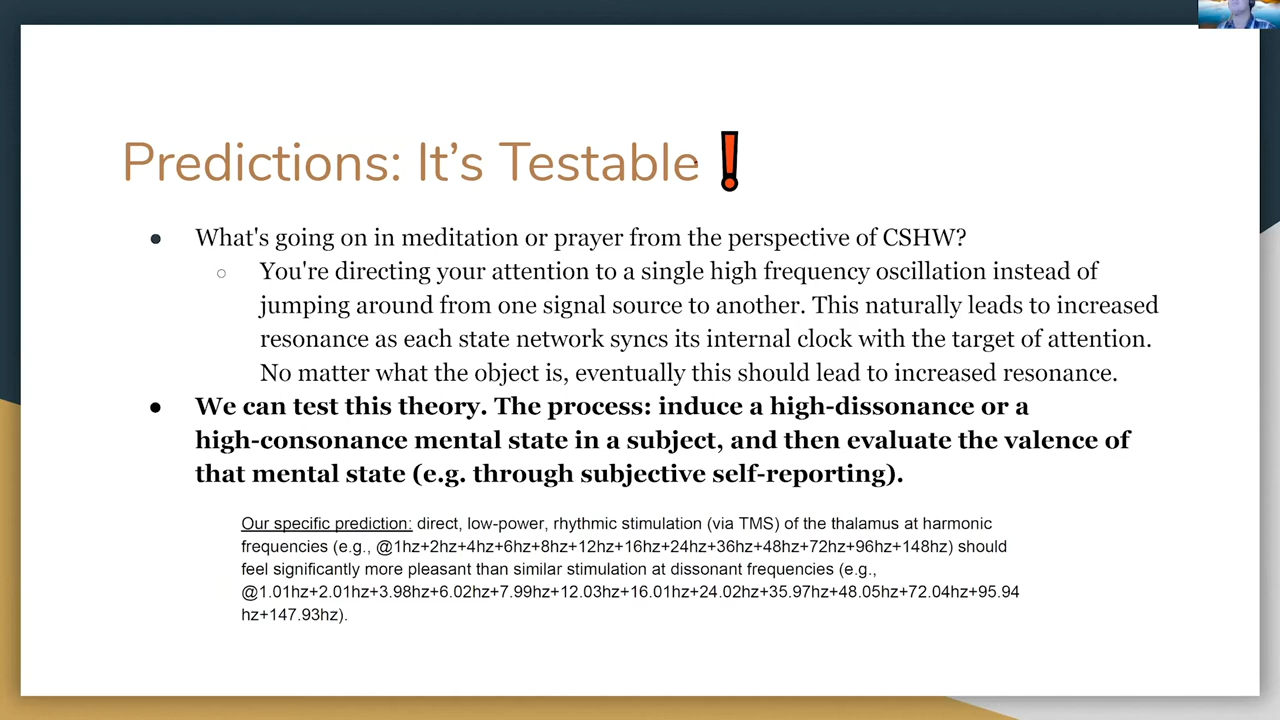 Predictions: It's Testable❗
What's going on in meditation or prayer from the perspective of CSHW?
You're directing your attention to a single high frequency oscillation instead of
jumping around from one signal source to another. This naturally leads to increased
resonance as each state network syncs its internal clock with the target of attention.
No matter what the object is, eventually this should lead to increased resonance.
We can test this theory. The process: induce a high-dissonance or a
high-consonance mental state in a subject, and then evaluate the valence of
that mental state (e.g. through subjective self-reporting).
Our specific prediction: direct, low-power, rhythmic stimulation (via TMS) of the thalamus at harmonic
frequencies (e.g., @1hz+2hz+4hz+6hz+8hz+12hz+16hz+24hz+36hz+48hz+72hz+96hz+148hz) should
feel significantly more pleasant than similar stimulation at dissonant frequencies (e.g.,
@1.01hz+2.01hz+3.98hz+6.02hz+7.99hz+12.03hz+16.01hz+24.02hz+35.97hz+48.05hz+72.04hz+95.94
hz+147.93hz).